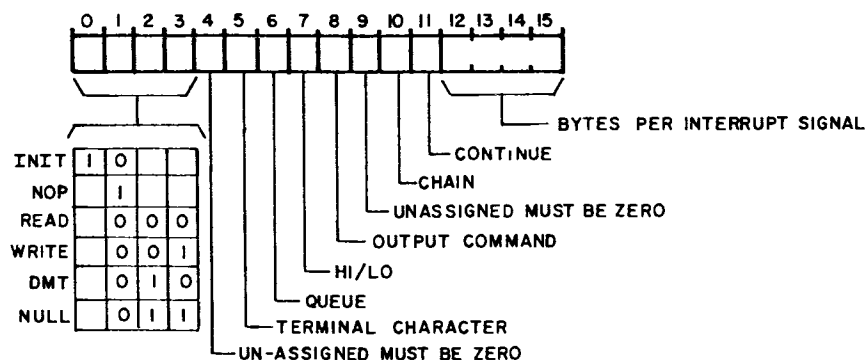 0 1 2 3 4 5 6 7 8 9 10 11 12 13 14 15
BYTES PER INTERRUPT SIGNAL
CONTINUE
CHAIN
UNASSIGNED MUST BE ZERO
OUTPUT COMMAND
HI/LO
QUEUE
TERMINAL CHARACTER
UN-ASSIGNED MUST BE ZERO
INIT 1 0
NOP 1
READ 0 0 0
WRITE 0 0 1
DMT 0 1 0
NULL 0 1 1